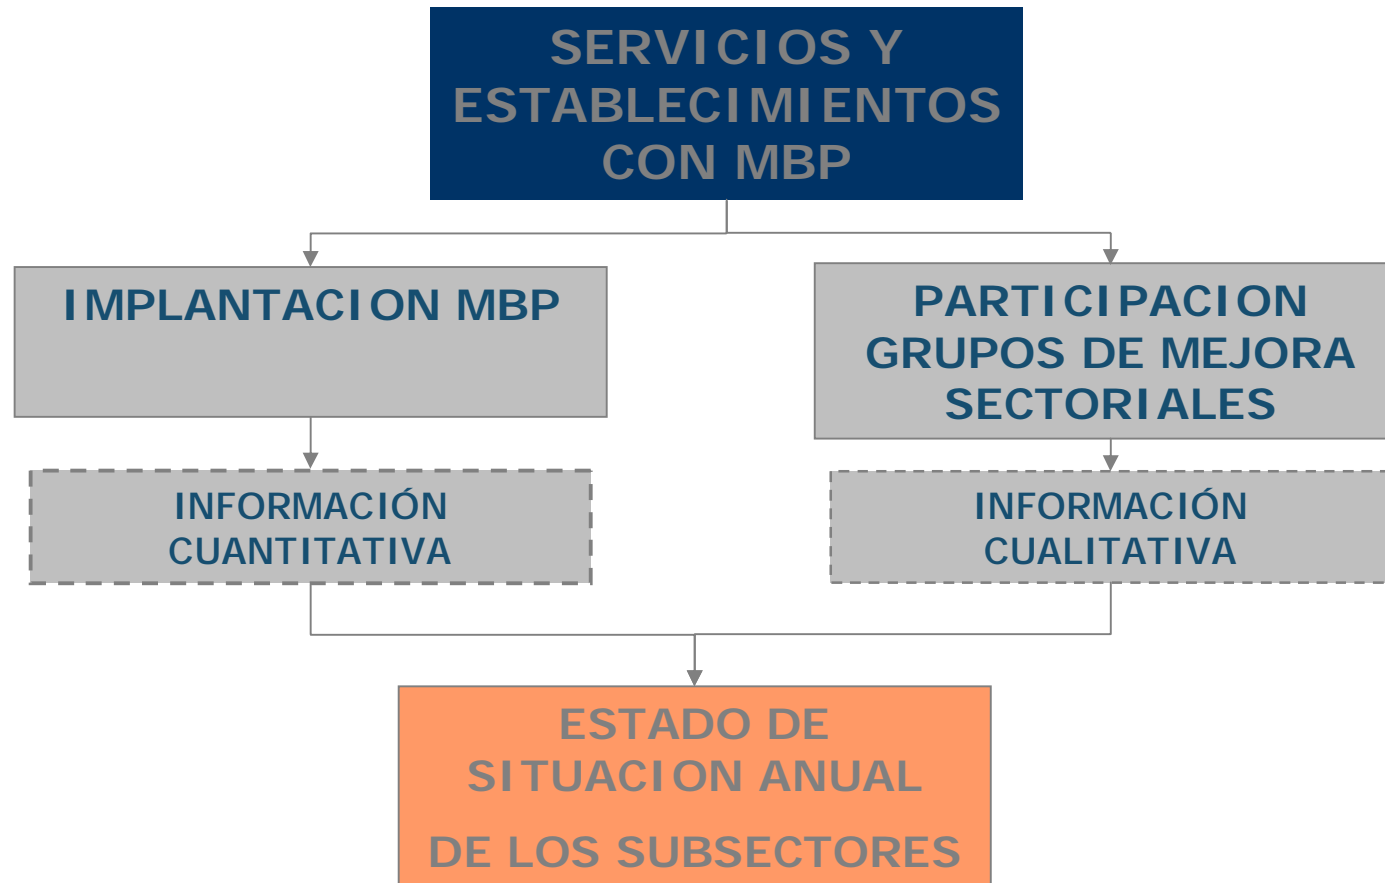 SERVICIOS Y
ESTABLECIMIENTOS
CON MBP
IMPLANTACION MBP
PARTICIPACION
GRUPOS DE MEJORA
SECTORIALES
INFORMACIÓN
CUANTITATIVA
INFORMACIÓN
CUALITATIVA
ESTADO DE
SITUACION ANUAL
DE LOS SUBSECTORES